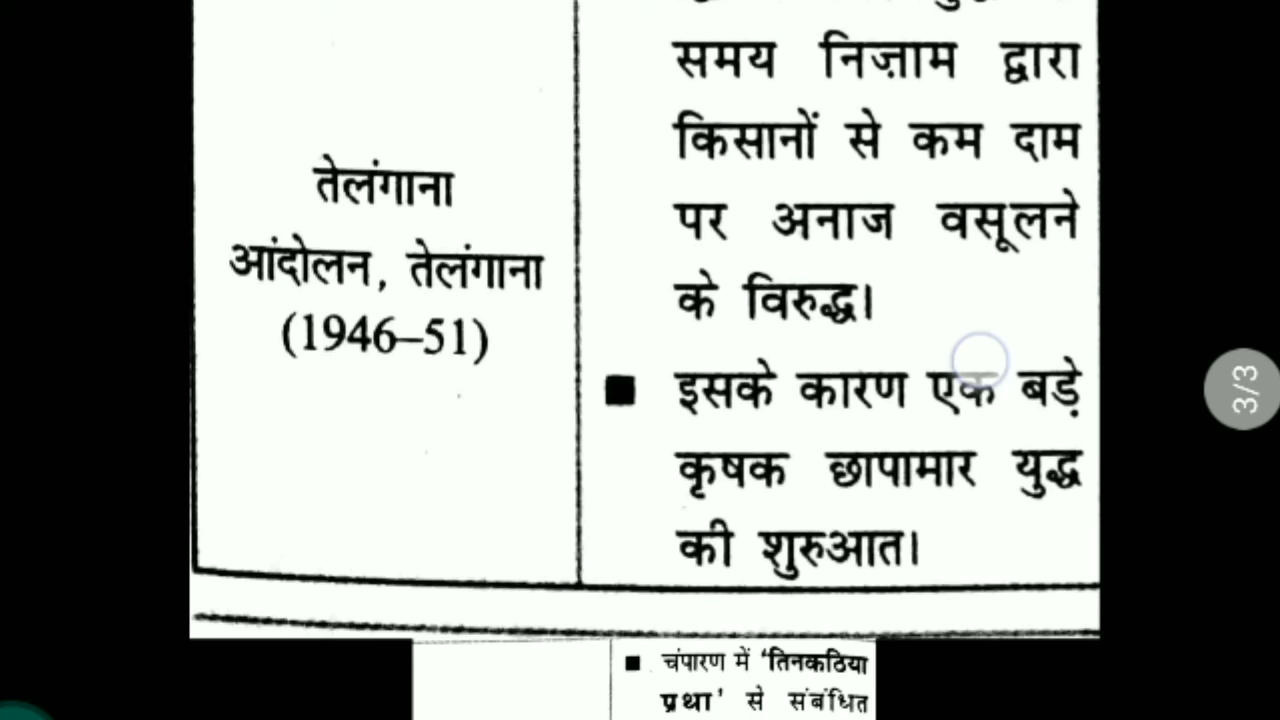 तेलंगाना
आंदोलन, तेलंगाना
(1946–51)
समय निज़ाम द्वारा
किसानों से कम दाम
पर अनाज वसूलने
के विरुद्ध।
■ इसके कारण एक बड़े
कृषक छापामार युद्ध
की शुरुआत।
■ चंपारण में ‘तिनकठिया
प्रथा’ से संबंधित
3/3